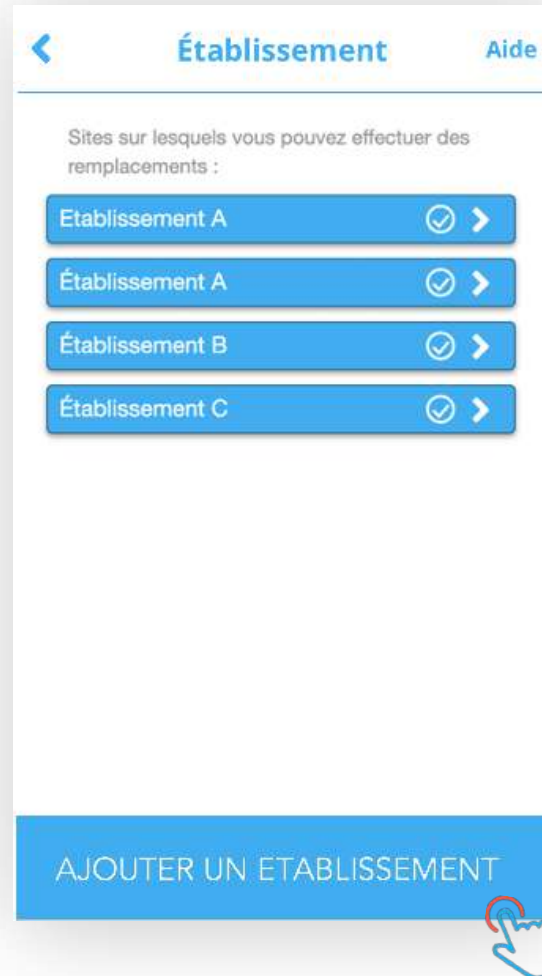 Établissement
Aide
Sites sur lesquels vous pouvez effectuer des
remplacements :
Etablissement A
Établissement A
Établissement B
Établissement C
AJOUTER UN ETABLISSEMENT